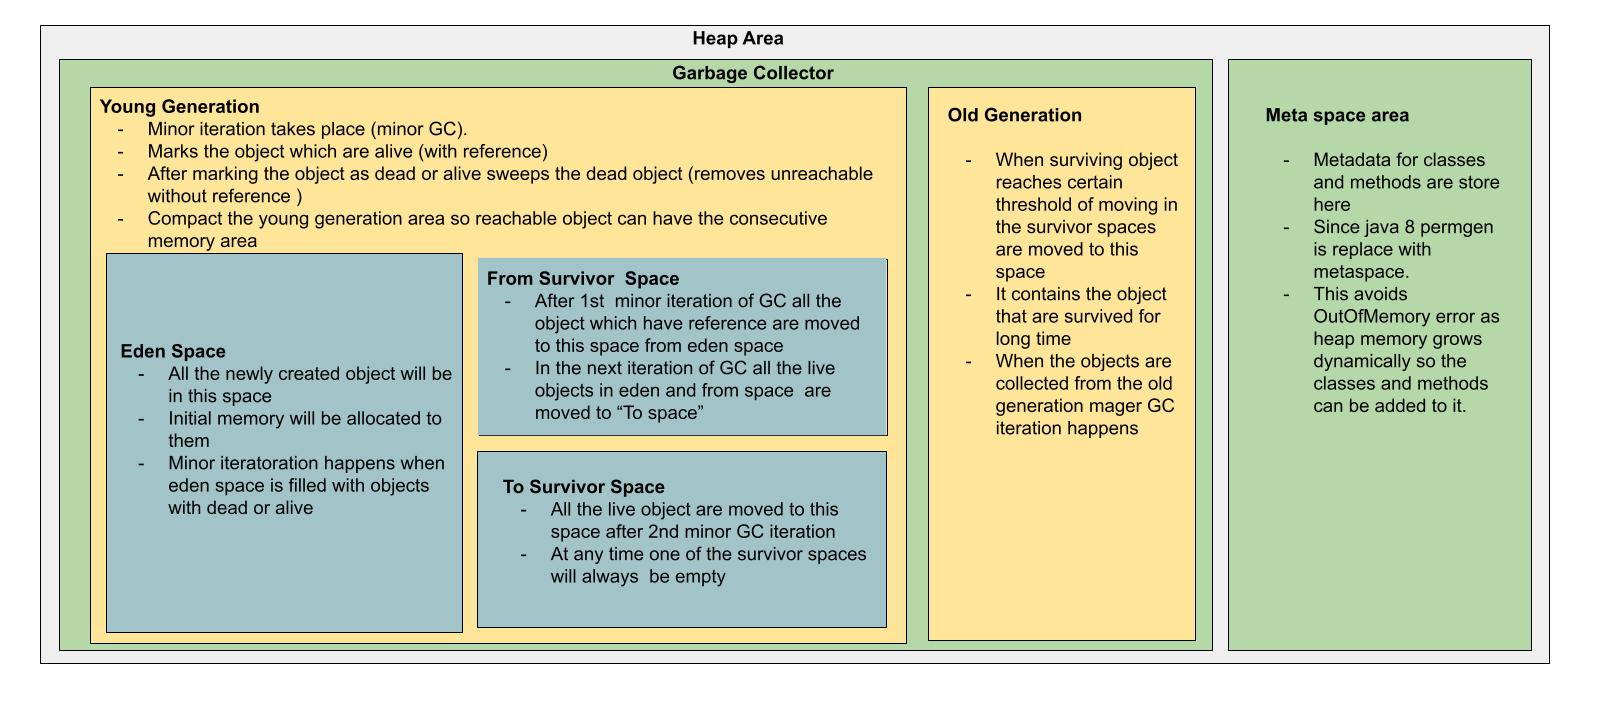 Heap Area
Garbage Collector
Young Generation
- Minor iteration takes place (minor GC).
- Marks the object which are alive (with reference)
- After marking the object as dead or alive sweeps the dead object (removes unreachable
without reference )
- Compact the young generation area so reachable object can have the consecutive
memory area
Eden Space
- All the newly created object will be
in this space
- Initial memory will be allocated to
them
- Minor iteratoration happens when
eden space is filled with objects
with dead or alive
From Survivor  Space
- After 1st  minor iteration of GC all the
object which have reference are moved
to this space from eden space
- In the next iteration of GC all the live
objects in eden and from space  are
moved to “To space”
To Survivor Space
- All the live object are moved to this
space after 2nd minor GC iteration
- At any time one of the survivor spaces
will always  be empty
Old Generation
- When surviving object
reaches certain
threshold of moving in
the survivor spaces
are moved to this
space
- It contains the object
that are survived for
long time
- When the objects are
collected from the old
generation mager GC
iteration happens
Meta space area
- Metadata for classes
and methods are store
here
- Since java 8 permgen
is replace with
metaspace.
- This avoids
OutOfMemory error as
heap memory grows
dynamically so the
classes and methods
can be added to it.